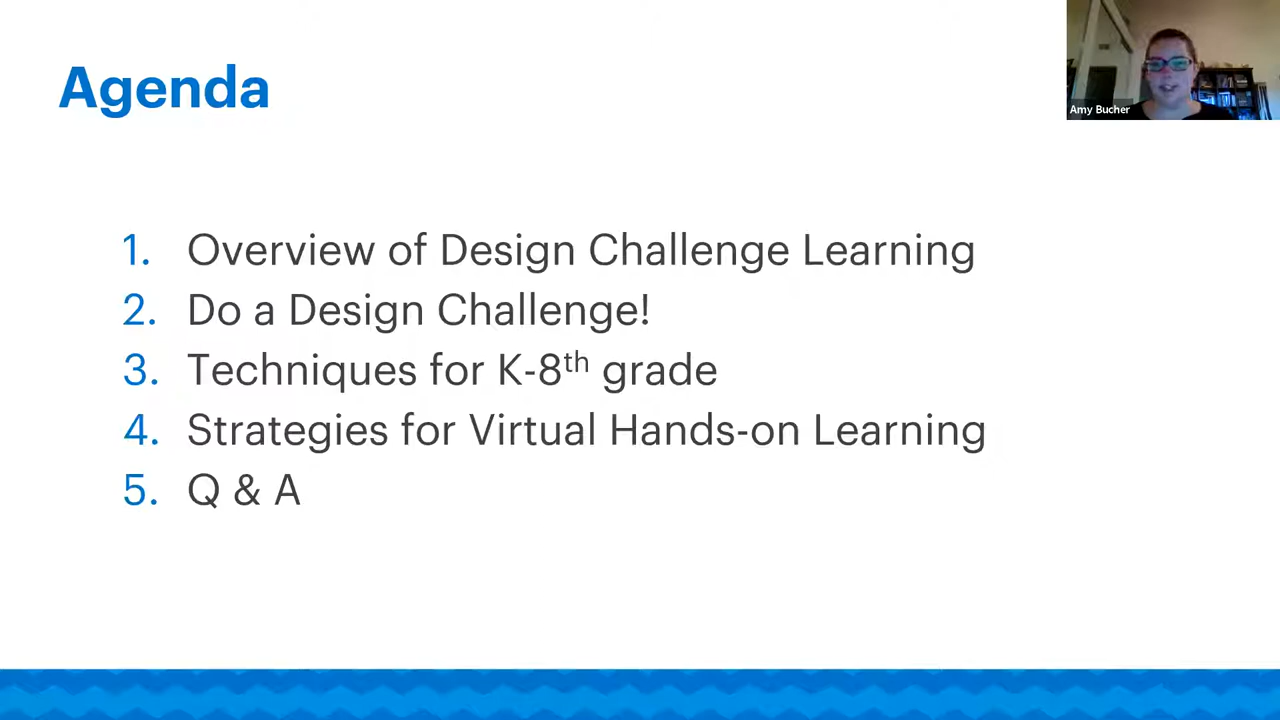 Agenda
Amy Bucher
1. Overview of Design Challenge Learning
2. Do a Design Challenge!
3. Techniques for K-8th grade
4. Strategies for Virtual Hands-on Learning
5. Q & A